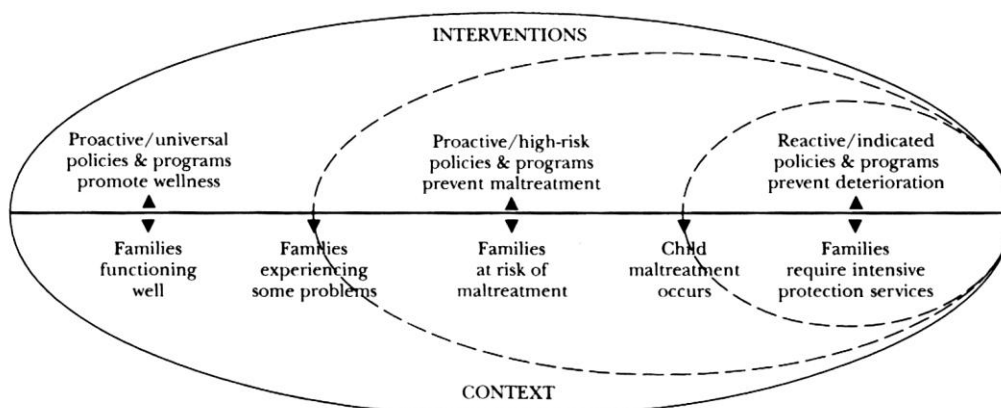 INTERVENTIONS
Proactive/universal
policies & programs
promote wellness
Proactive/high-risk
policies & programs
prevent maltreatment
Reactive/indicated
policies & programs
prevent deterioration
Families
functioning
well
Families
experiencing
some problems
Families
at risk of
maltreatment
Child
maltreatment
occurs
Families
require intensive
protection services
CONTEXT